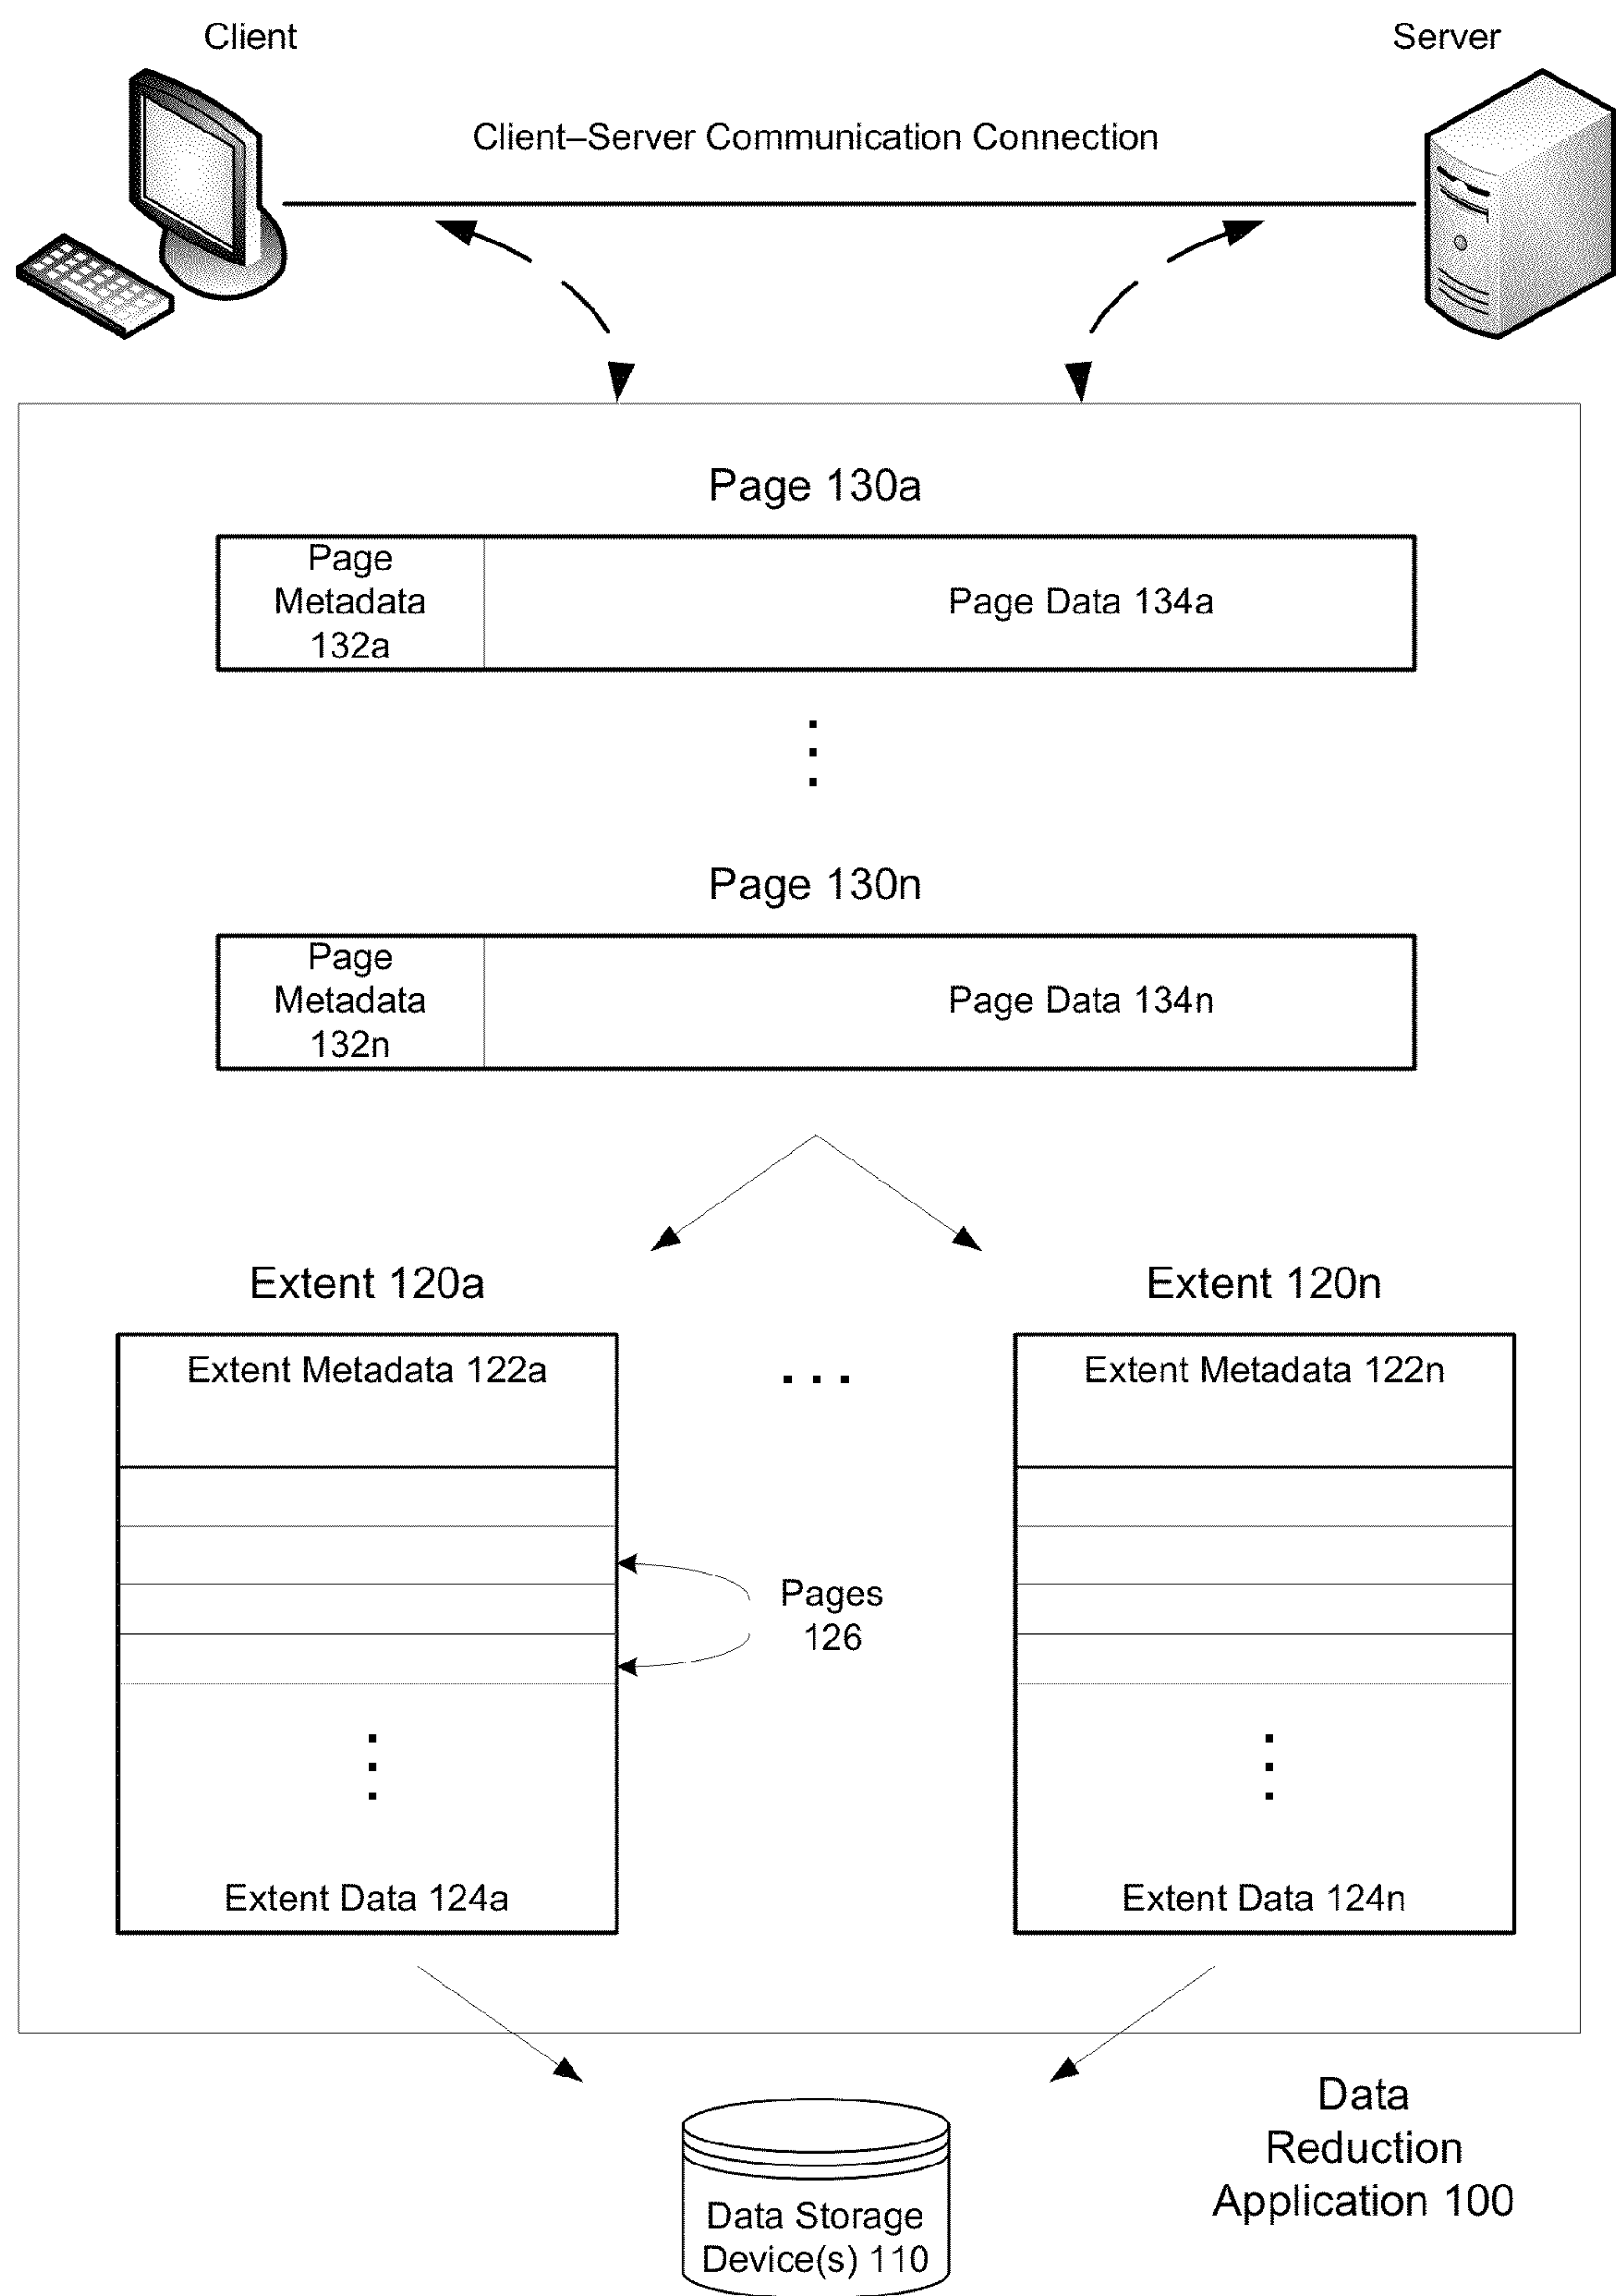 Client
Server
Client–Server Communication Connection
Page 130a
Page
Metadata
132a
Page Data 134a
Page 130n
Page
Metadata
132n
Page Data 134n
Extent 120a
Extent 120n
Extent Metadata 122a
Extent Metadata 122n
Pages
126
Extent Data 124a
Extent Data 124n
Data
Reduction
Application 100
Data Storage
Device(s) 110